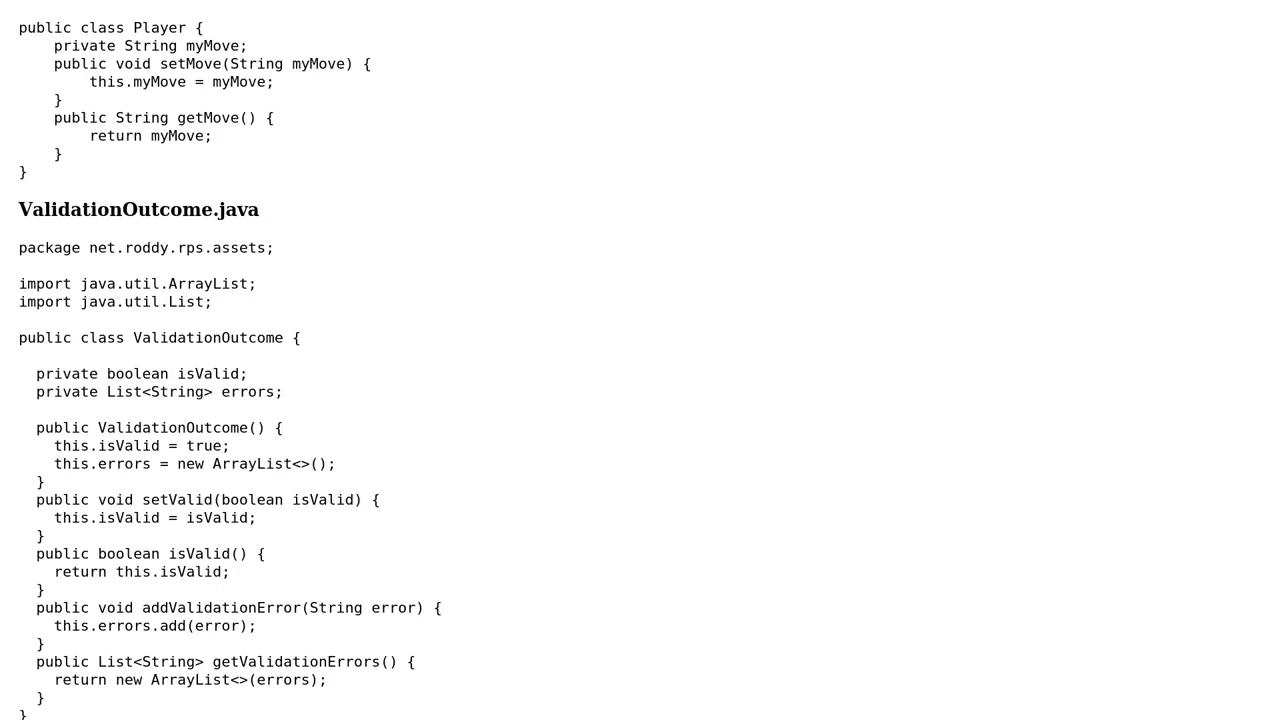 public class Player {
    private String myMove;
    public void setMove(String myMove) {
        this.myMove = myMove;
    }
    public String getMove() {
        return myMove;
    }
}
ValidationOutcome.java
package net.roddy.rps.assets;
import java.util.ArrayList;
import java.util.List;
public class ValidationOutcome {
  private boolean isValid;
  private List<String> errors;
  public ValidationOutcome() {
    this.isValid = true;
    this.errors = new ArrayList<>();
  }
  public void setValid(boolean isValid) {
    this.isValid = isValid;
  }
  public boolean isValid() {
    return this.isValid;
  }
  public void addValidationError(String error) {
    this.errors.add(error);
  }
  public List<String> getValidationErrors() {
    return new ArrayList<>(errors);
  }
}